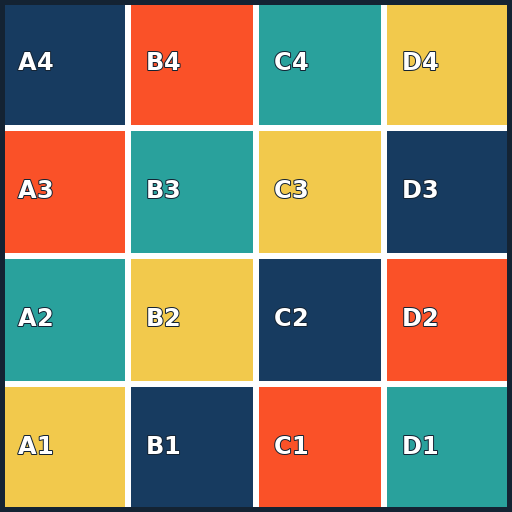 A4 B4 C4 D4
A3 B3 C3 D3
A2 B2 C2 D2
A1 B1 C1 D1